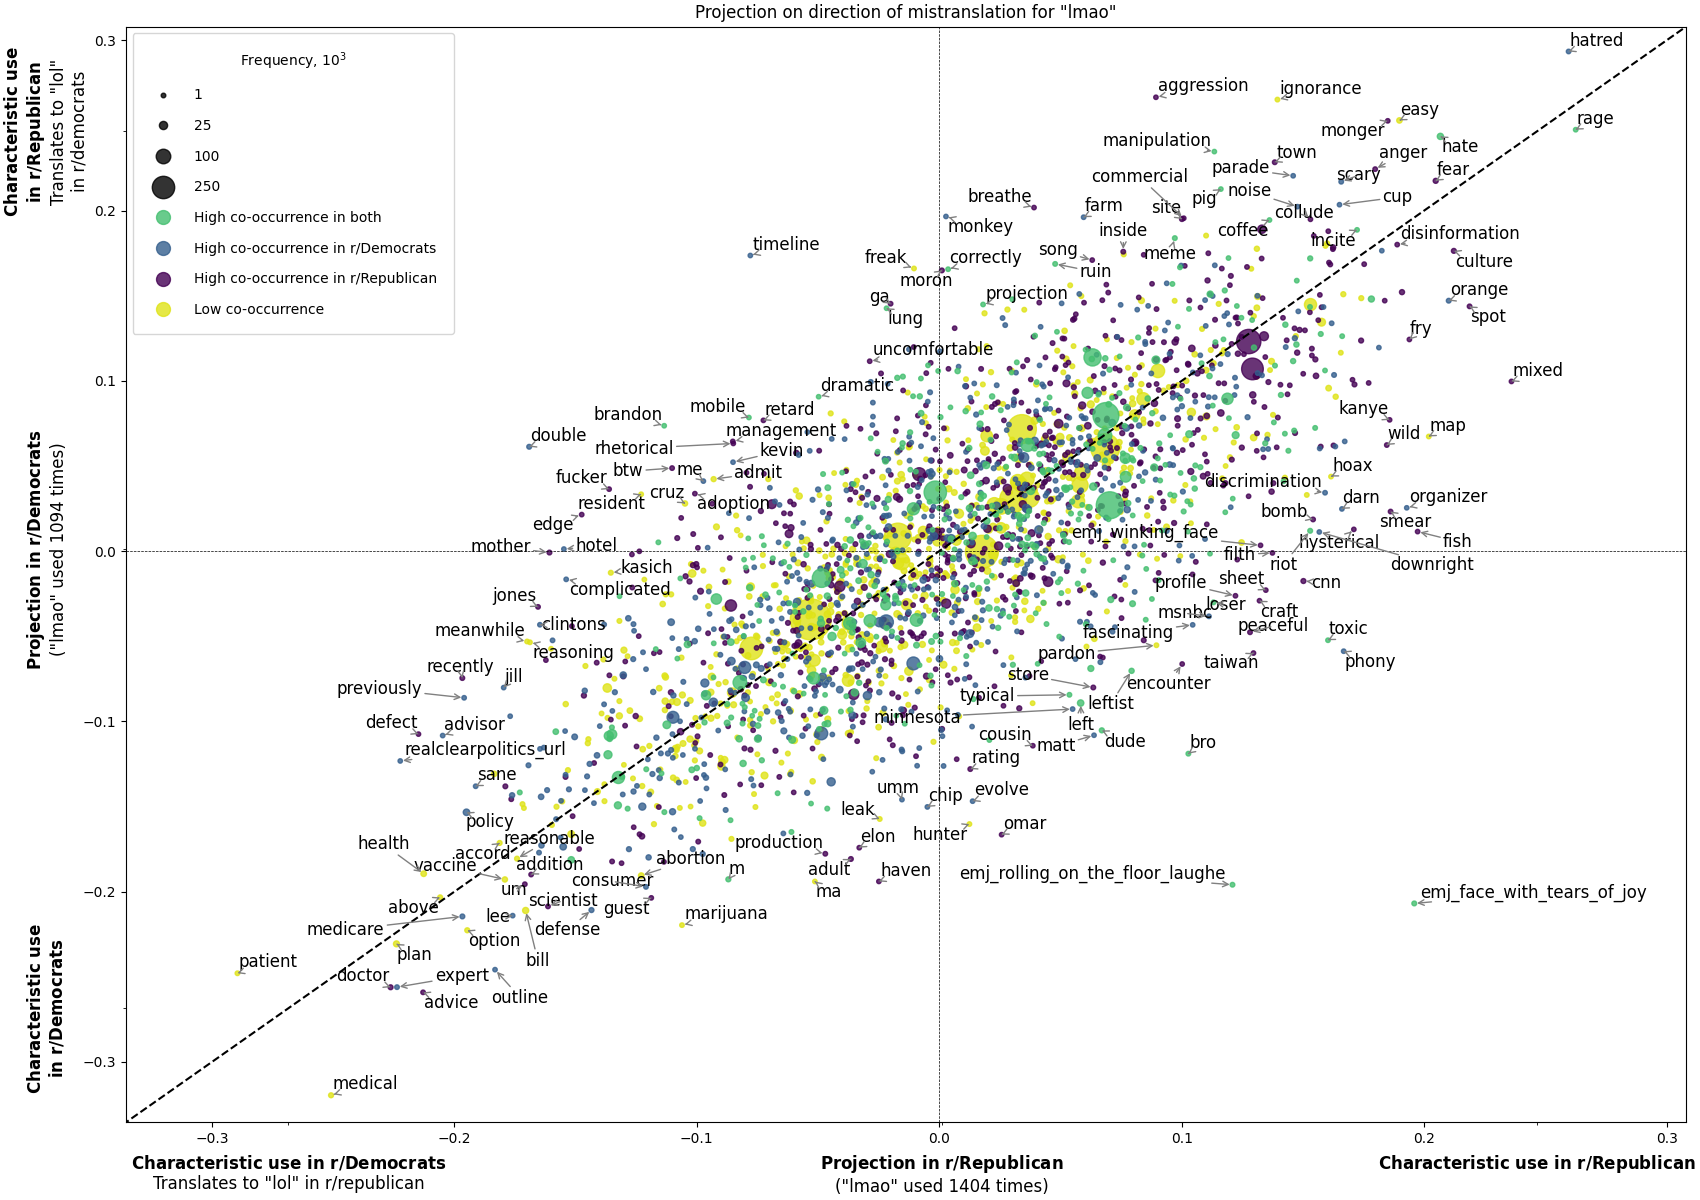 Projection on direction of mistranslation for "lmao"
Characteristic use
in r/Republican
Translates to "lol"
in r/democrats
Projection in r/Democrats
("lmao" used 1094 times)
Characteristic use
in r/Democrats
0.3
0.2
0.1
0.0
−0.1
−0.2
−0.3
Frequency, 10³
1
25
100
250
High co-occurrence in both
High co-occurrence in r/Democrats
High co-occurrence in r/Republican
Low co-occurrence
hatred
aggression
ignorance
easy
monger
rage
manipulation
hate
town
anger
parade
fear
commercial
scary
noise
cup
breathe
pig
farm
site
collude
monkey
inside
coffee
incite
disinformation
timeline
song
meme
culture
freak
correctly
ruin
moron
orange
ga
projection
spot
lung
fry
uncomfortable
mixed
dramatic
mobile
retard
brandon
kanye
map
double
management
wild
rhetorical
kevin
hoax
btw
me
admit
fucker
discrimination
cruz
darn
organizer
resident
adoption
bomb
edge
smear
emj_winking_face
mother
hotel
hysterical
fish
filth
riot
downright
kasich
complicated
profile
sheet
cnn
jones
loser
craft
msnbc
meanwhile
clintons
fascinating
peaceful
toxic
reasoning
pardon
taiwan
phony
recently
jill
store
encounter
previously
typical
leftist
defect
advisor
minnesota
left
realclearpolitics_url
cousin
matt
dude
bro
sane
rating
umm
chip
evolve
policy
leak
hunter
omar
health
reasonable
production
elon
accord
vaccine
addition
abortion
m
adult
haven
emj_rolling_on_the_floor_laughe
consumer
um
ma
emj_face_with_tears_of_joy
above
scientist
guest
marijuana
lee
medicare
defense
option
plan
bill
patient
doctor
expert
advice
outline
medical
−0.3
−0.2
−0.1
0.0
0.1
0.2
0.3
Characteristic use in r/Democrats
Translates to "lol" in r/republican
Projection in r/Republican
("lmao" used 1404 times)
Characteristic use in r/Republican